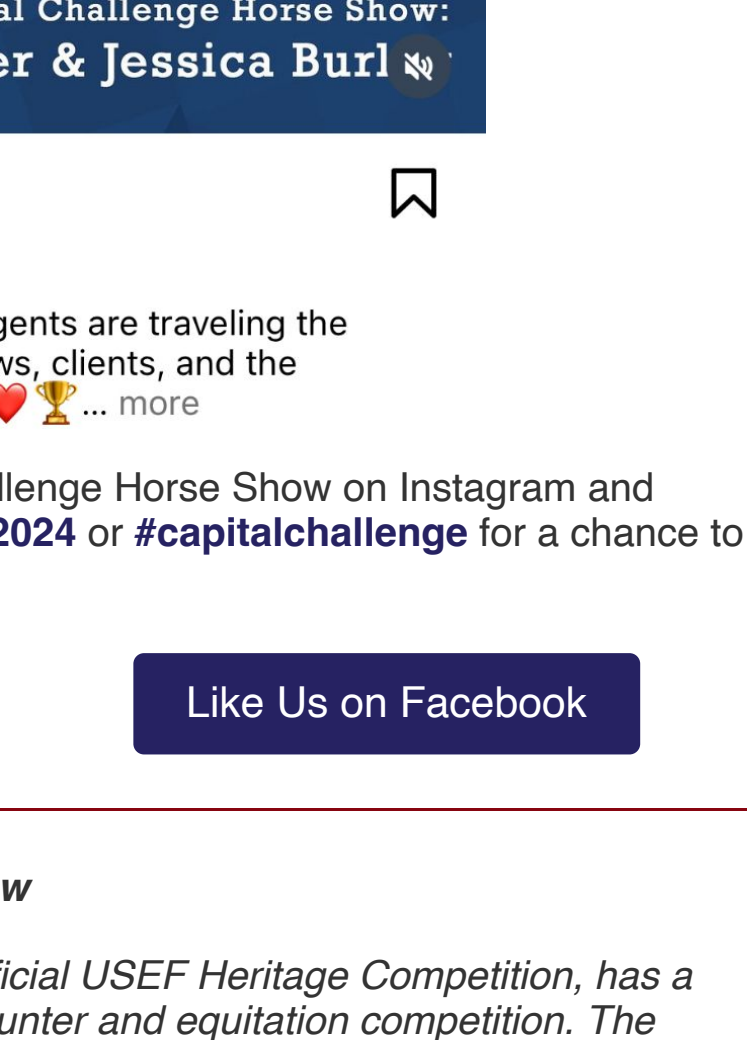 al Challenge Horse Show:
er & Jessica Burl
gents are traveling the
ws, clients, and the
❤️🏆... more
llenge Horse Show on Instagram and
2024 or #capitalchallenge for a chance to
Like Us on Facebook
w
ficial USEF Heritage Competition, has a
unter and equitation competition. The